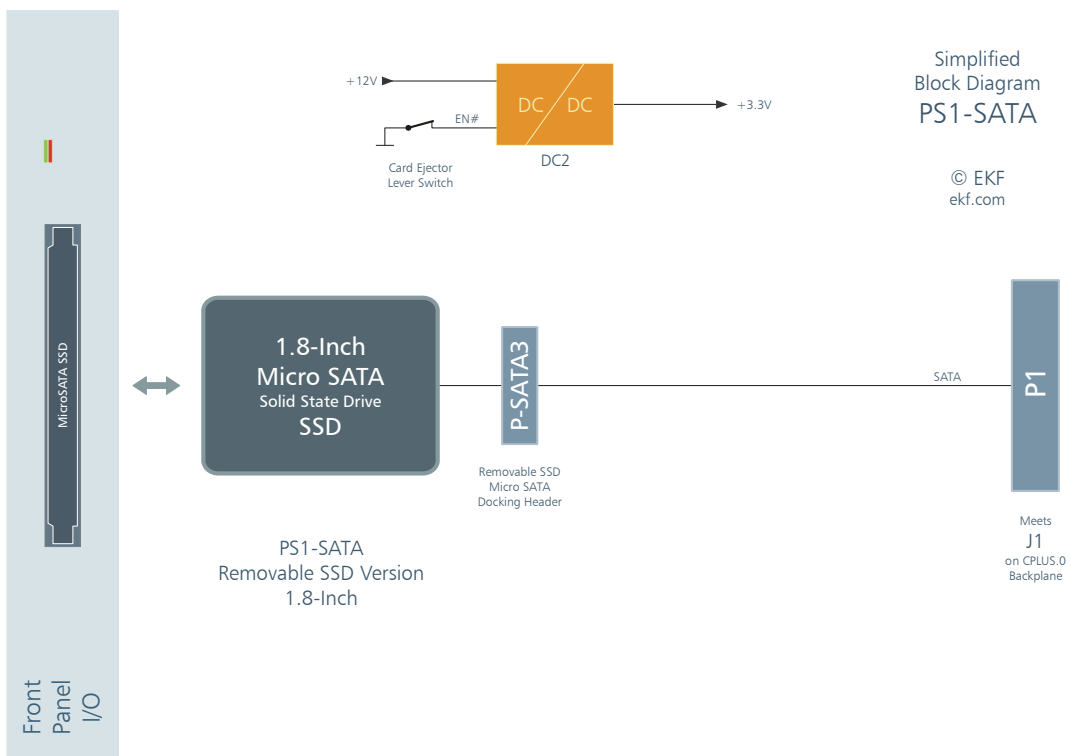 Simplified
Block Diagram
PS1-SATA
© EKF
ekf.com
+12V
EN#
DC
DC
+3.3V
DC2
Card Ejector
Lever Switch
MicroSATA SSD
1.8-Inch
Micro SATA
Solid State Drive
SSD
P-SATA3
SATA
P1
Removable SSD
Micro SATA
Docking Header
Meets
J1
on CPLUS.0
Backplane
PS1-SATA
Removable SSD Version
1.8-Inch
Front
Panel
I/O